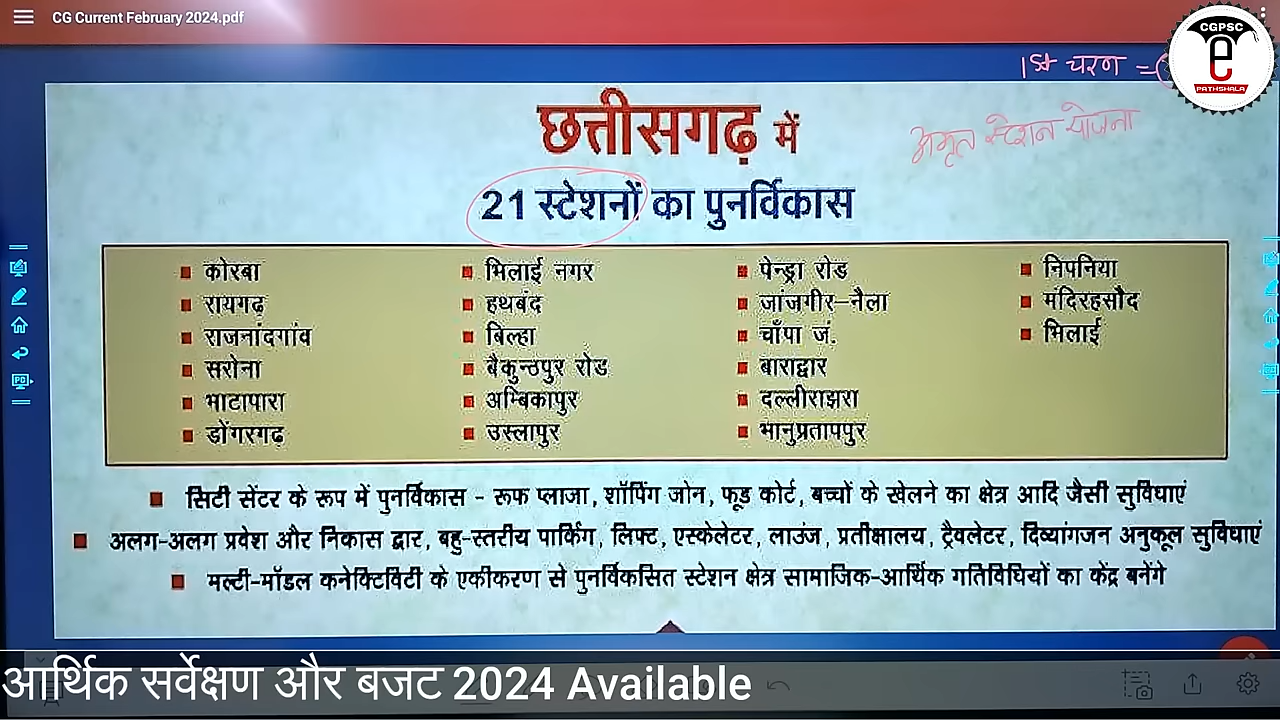 CG Current February 2024.pdf
CGPSC
e
PATHSHALA
1st चरण =
छत्तीसगढ़ में
अमृत स्टेशन योजना
21 स्टेशनों का पुनर्विकास
कोरबा
रायगढ़
राजनांदगांव
सरोना
भाटापारा
डोंगरगढ़
भिलाई नगर
हथबंद
बिल्हा
बैकुन्ठपुर रोड
अम्बिकापुर
उस्लापुर
पेन्ड्रा रोड
जांजगीर–नैला
चाँपा जं.
बाराद्वार
दल्लीराझरा
भानुप्रतापपुर
निपनिया
मंदिरहसौद
भिलाई
सिटी सेंटर के रूप में पुनर्विकास - रूफ प्लाजा, शॉपिंग जोन, फूड कोर्ट, बच्चों के खेलने का क्षेत्र आदि जैसी सुविधाएं
अलग-अलग प्रवेश और निकास द्वार, बहु-स्तरीय पार्किंग, लिफ्ट, एस्केलेटर, लाउंज, प्रतीक्षालय, ट्रैवलेटर, दिव्यांगजन अनुकूल सुविधाएं
मल्टी-मॉडल कनेक्टिविटी के एकीकरण से पुनर्विकसित स्टेशन क्षेत्र सामाजिक-आर्थिक गतिविधियों का केंद्र बनेंगे
आर्थिक सर्वेक्षण और बजट 2024 Available